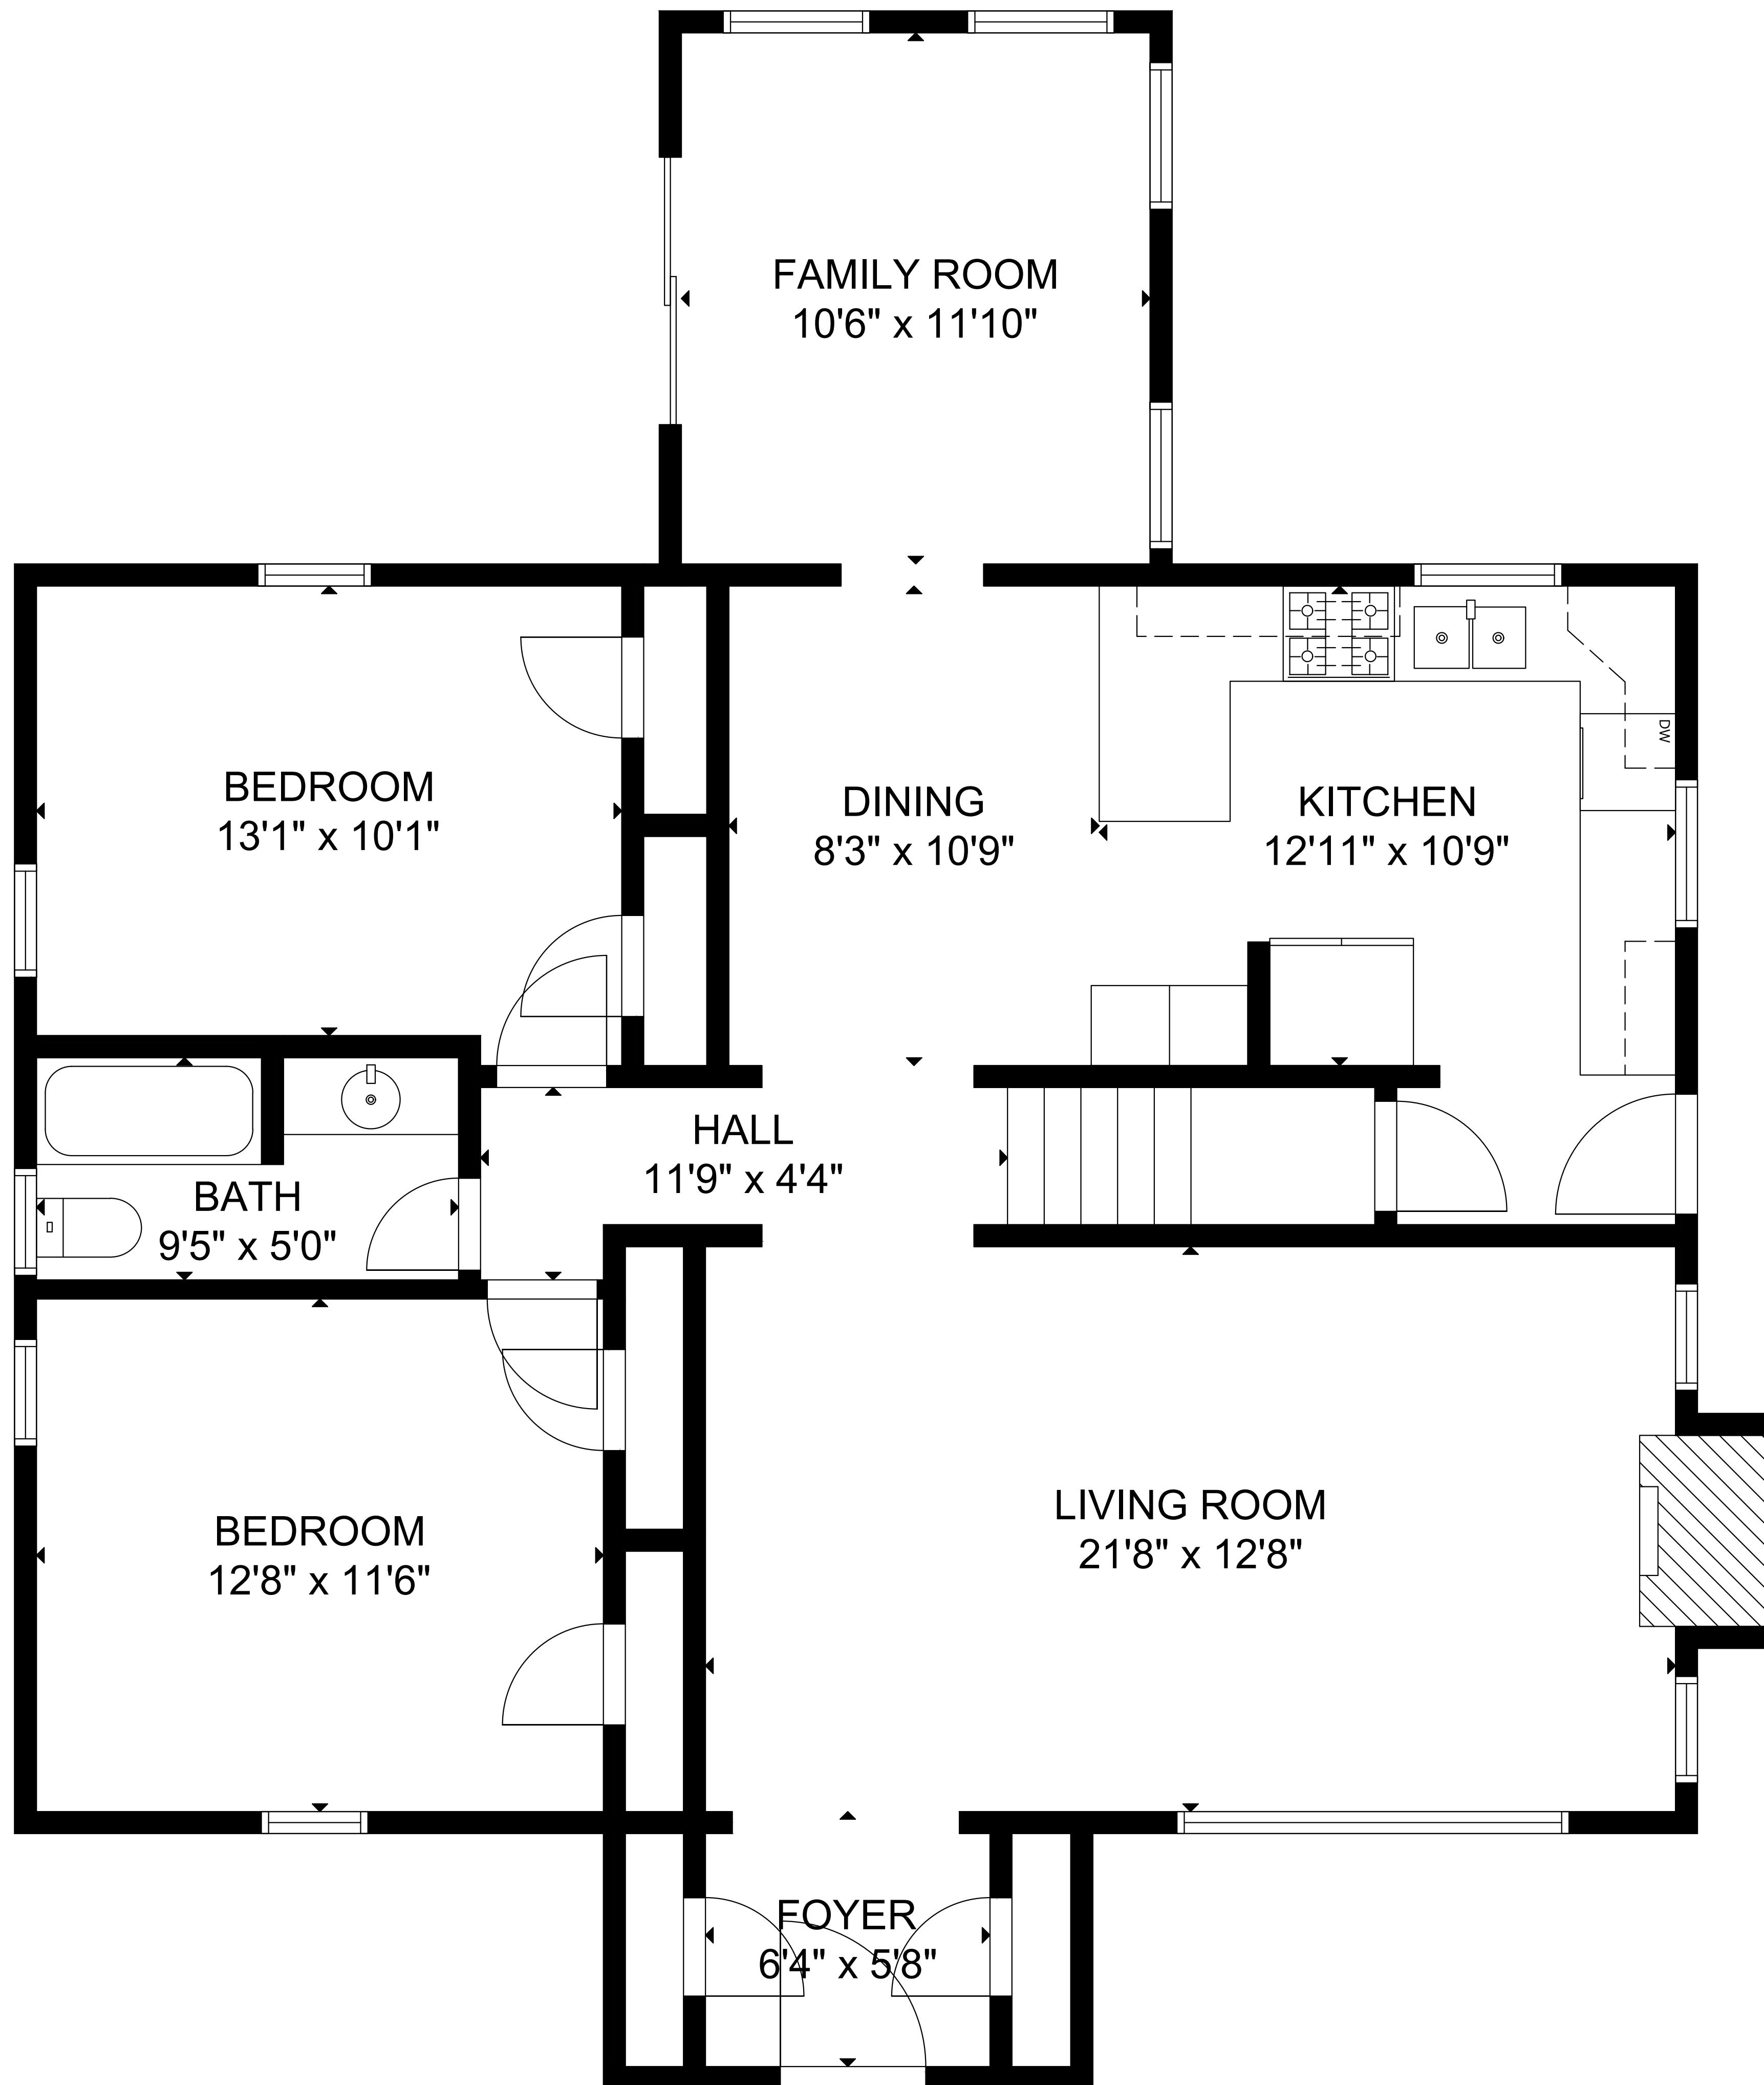 FAMILY ROOM
10'6" x 11'10"
BEDROOM
13'1" x 10'1"
DINING
8'3" x 10'9"
KITCHEN
12'11" x 10'9"
DW
HALL
11'9" x 4'4"
BATH
9'5" x 5'0"
BEDROOM
12'8" x 11'6"
LIVING ROOM
21'8" x 12'8"
FOYER
6'4" x 5'8"